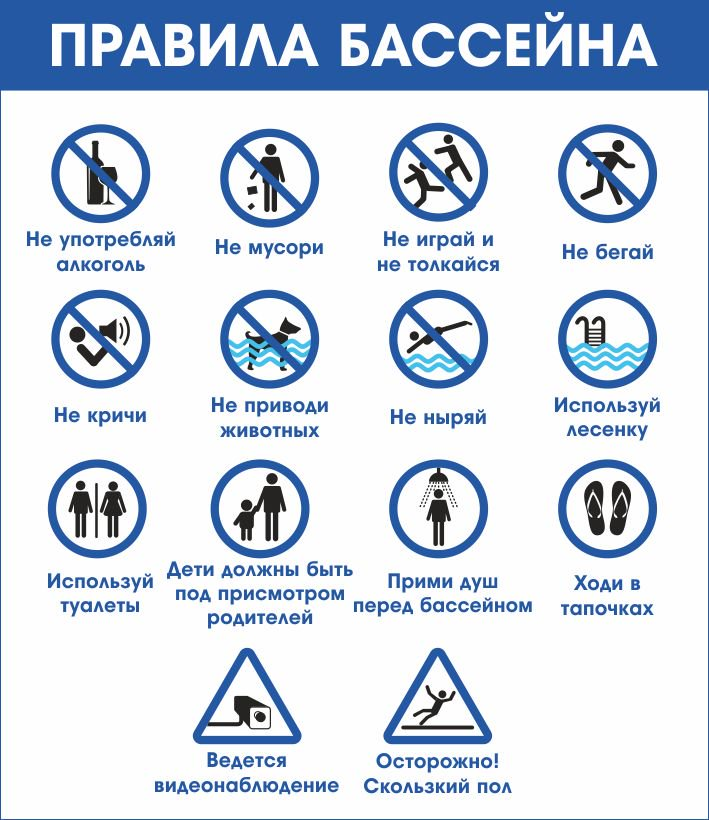 ПРАВИЛА БАССЕЙНА
Не употребляй
алкоголь
Не мусори
Не играй и
не толкайся
Не бегай
Не кричи
Не приводи
животных
Не ныряй
Используй
лесенку
Используй
туалеты
Дети должны быть
под присмотром
родителей
Прими душ
перед бассейном
Ходи в
тапочках
Ведется
видеонаблюдение
Осторожно!
Скользкий пол